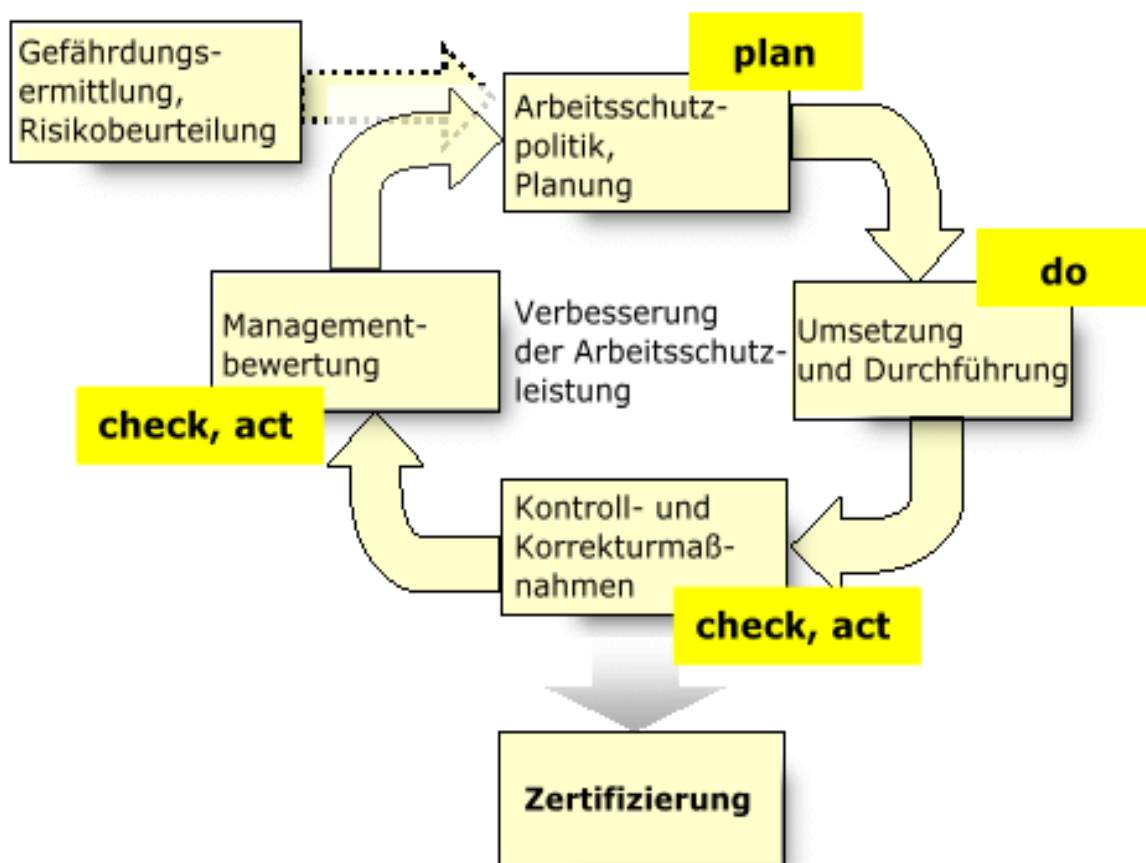 Gefährdungs-
ermittlung,
Risikobeurteilung
plan
Arbeitsschutz-
politik,
Planung
do
Umsetzung
und Durchführung
Management-
bewertung
check, act
Verbesserung
der Arbeitsschutz-
leistung
Kontroll- und
Korrekturmaß-
nahmen
check, act
Zertifizierung